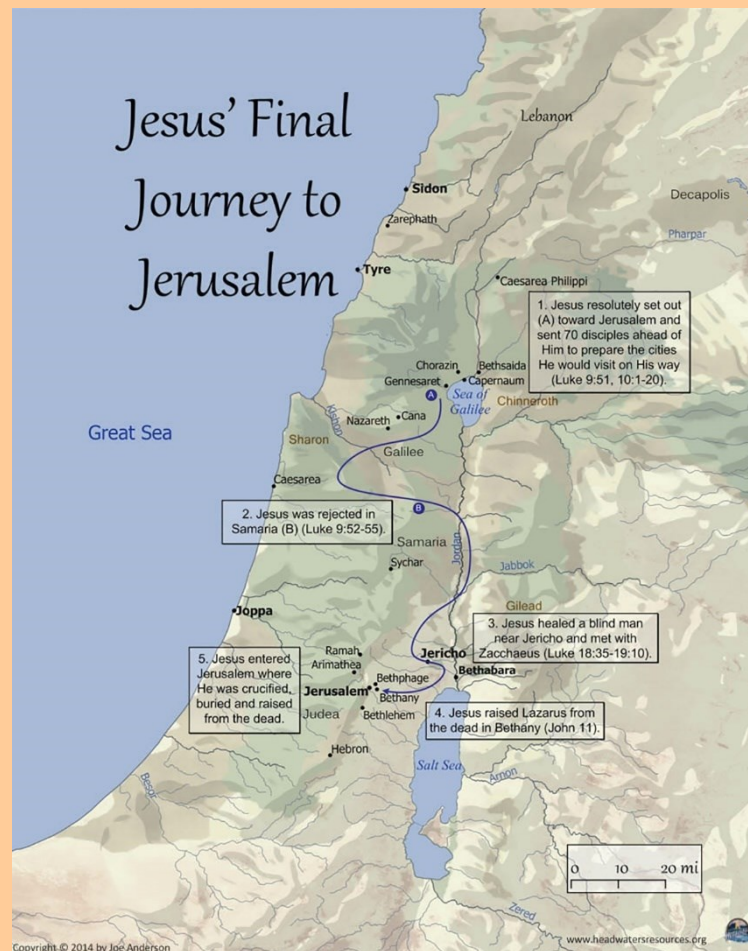 Jesus' Final
Journey to
Jerusalem
Lebanon
Sidon
Decapolis
Zarephath
Pharpar
Tyre
Caesarea Philippi
1. Jesus resolutely set out
(A) toward Jerusalem and
sent 70 disciples ahead of
Him to prepare the cities
He would visit on His way
(Luke 9:51, 10:1-20).
Chorazin
Bethsaida
Gennesaret
Capernaum
A
Sea of
Galilee
Chinneroth
Kishon
Cana
Nazareth
Great Sea
Sharon
Galilee
Caesarea
2. Jesus was rejected in
Samaria (B) (Luke 9:52-55).
B
Samaria
Jordan
Sychar
Jabbok
Gilead
Joppa
3. Jesus healed a blind man
near Jericho and met with
Zacchaeus (Luke 18:35-19:10).
5. Jesus entered
Jerusalem where
He was crucified,
buried and raised
from the dead.
Ramah
Arimathea
Jericho
Bethabara
Bethphage
Jerusalem
Bethany
Judea
Bethlehem
4. Jesus raised Lazarus from
the dead in Bethany (John 11).
Hebron
Salt Sea
Arnon
Besor
0 10 20 mi
Zered
Copyright © 2014 by Joe Anderson
www.headwatersresources.org